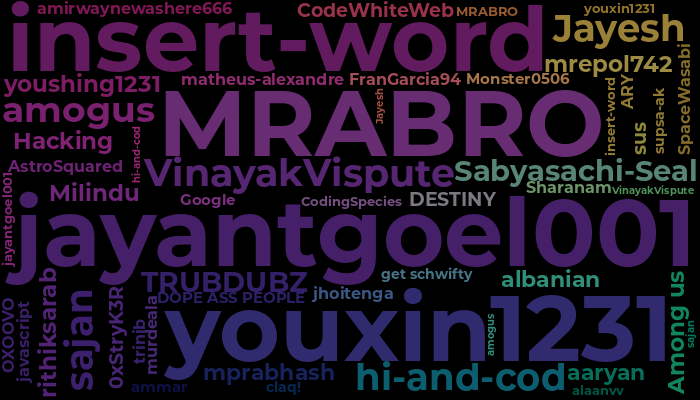 amirwaynewashere666
CodeWhiteWeb
MRABRO
youxin1231
insert-word
Jayesh
mrepol742
youshing1231
matheus-alexandre
FranGarcia94
Monster0506
amogus
MRABRO
Jayesh
insert-word
ARY
sus
supsa-ak
SpaceWasabi
Hacking
hi-and-cod
AstroSquared
VinayakVispute
Sabyasachi-Seal
Milindu
Google
CodingSpecies
DESTINY
Sharanam
VinayakVispute
jayantgoel001
jayantgoel001
TRUBDUBZ
get schwifty
albanian
DOPE ASS PEOPLE
jhoitenga
OXOOVO
javascript
rithiksarab
sajan
0xStryK3R
trinib
murdeala
youxin1231
amogus
Among us
sajan
mprabhash
hi-and-cod
aaryan
ammar
claq!
alaanvv